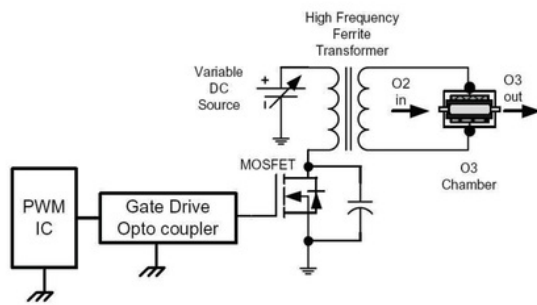 High Frequency
Ferrite
Transformer
Variable
DC
Source
+
O2
in
O3
out
O3
Chamber
MOSFET
PWM
IC
Gate Drive
Opto coupler